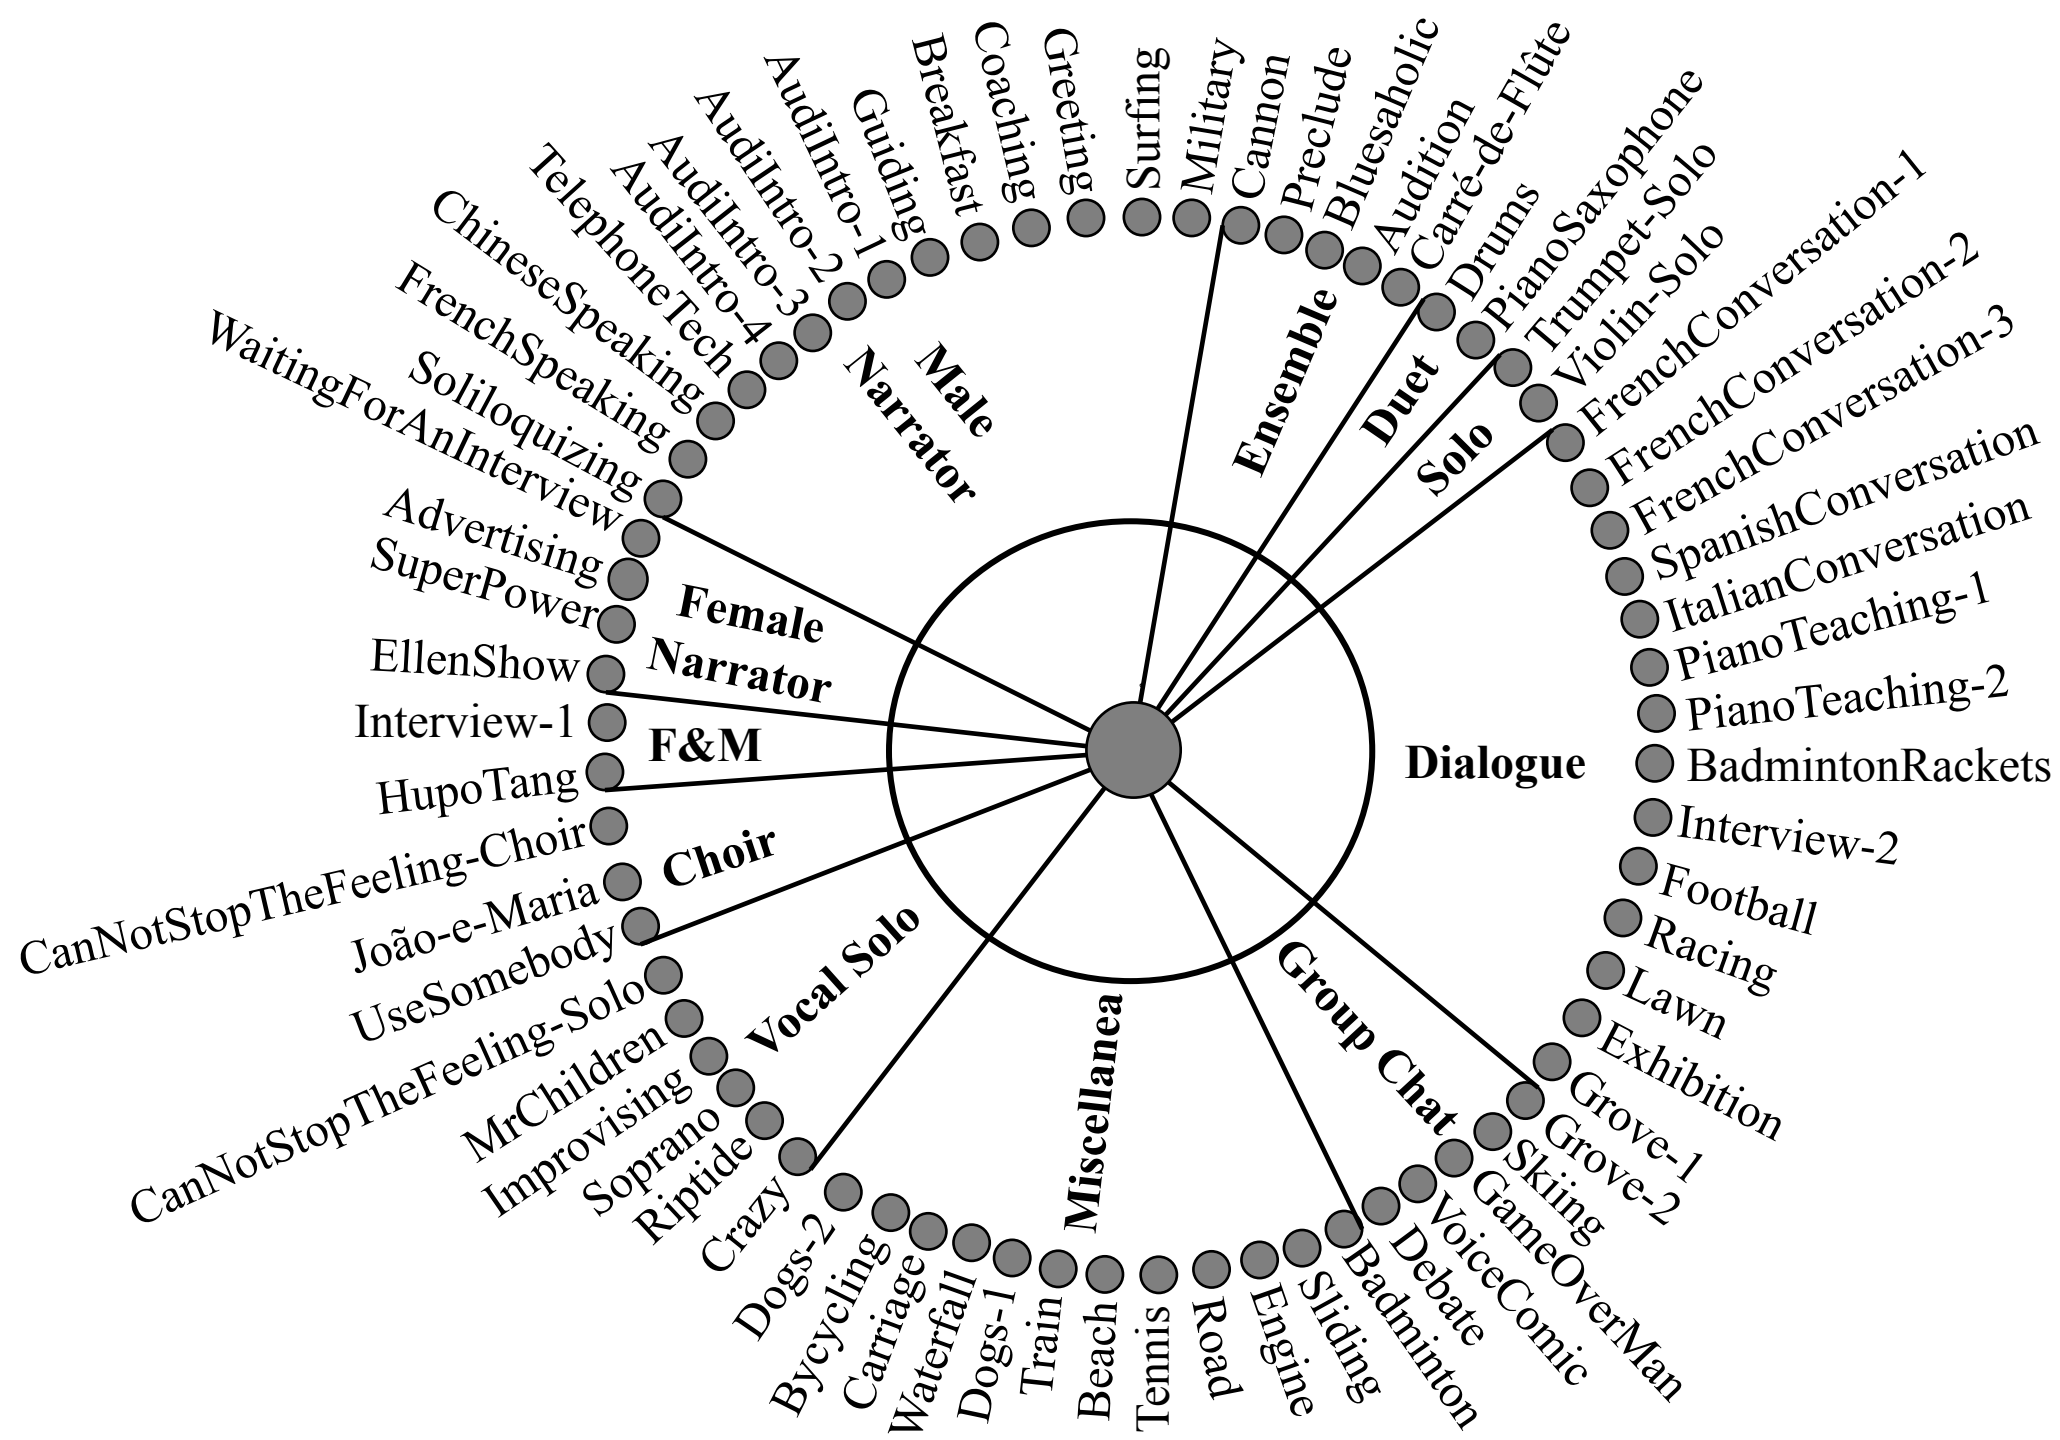 Greeting
Surfing
Military
Cannon
Preclude
Bluesaholic
Audition
Carré-de-Flûte
Drums
PianoSaxophone
Trumpet-Solo
Violin-Solo
FrenchConversation-1
FrenchConversation-2
FrenchConversation-3
SpanishConversation
ItalianConversation
PianoTeaching-1
PianoTeaching-2
BadmintonRackets
Interview-2
Football
Racing
Lawn
Exhibition
Grove-1
Grove-2
Skiing
GameOverMan
VoiceComic
Debate
Badminton
Sliding
Engine
Road
Tennis
Beach
Train
Dogs-1
Waterfall
Carriage
Bycycling
Dogs-2
Crazy
Riptide
Soprano
Improvising
MrChildren
CanNotStopTheFeeling-Solo
UseSomebody
João-e-Maria
CanNotStopTheFeeling-Choir
HupoTang
Interview-1
EllenShow
SuperPower
Advertising
WaitingForAnInterview
Soliloquizing
FrenchSpeaking
ChineseSpeaking
TelephoneTech
AudiIntro-4
AudiIntro-3
AudiIntro-2
AudiIntro-1
Guiding
Breakfast
Coaching
Male
Narrator
Ensemble
Duet
Solo
Dialogue
Group Chat
Miscellanea
Vocal Solo
Choir
F&M
Female
Narrator